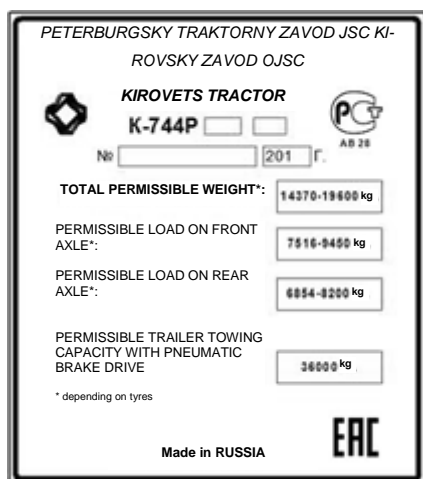 PETERBURGSKY TRAKTORNY ZAVOD JSC KI-
ROVSKY ZAVOD OJSC
KIROVETS TRACTOR
К-744Р
№ 201 Г.
АВ 28
TOTAL PERMISSIBLE WEIGHT*: 14370-19600 kg
PERMISSIBLE LOAD ON FRONT
AXLE*: 7516-9450 kg
PERMISSIBLE LOAD ON REAR
AXLE*: 6854-8200 kg
PERMISSIBLE TRAILER TOWING
CAPACITY WITH PNEUMATIC
BRAKE DRIVE 36000 kg
* depending on tyres
Made in RUSSIA
EAC